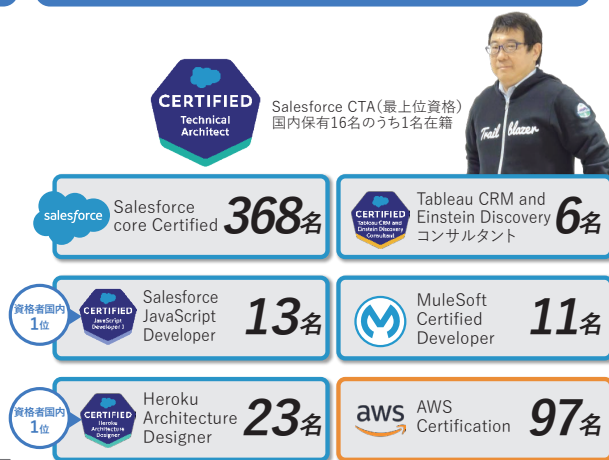 CERTIFIED
Technical
Architect
Salesforce CTA(最上位資格)
国内保有16名のうち1名在籍
Trailblazer
salesforce
Salesforce
core Certified
368名
CERTIFIED
Tableau CRM and
Einstein Discovery
Consultant
Tableau CRM and
Einstein Discovery
コンサルタント
6名
資格者国内
1位
CERTIFIED
JavaScript
Developer I
Salesforce
JavaScript
Developer
13名
MuleSoft
Certified
Developer
11名
資格者国内
1位
CERTIFIED
Heroku
Architecture
Designer
Heroku
Architecture
Designer
23名
aws
AWS
Certification
97名